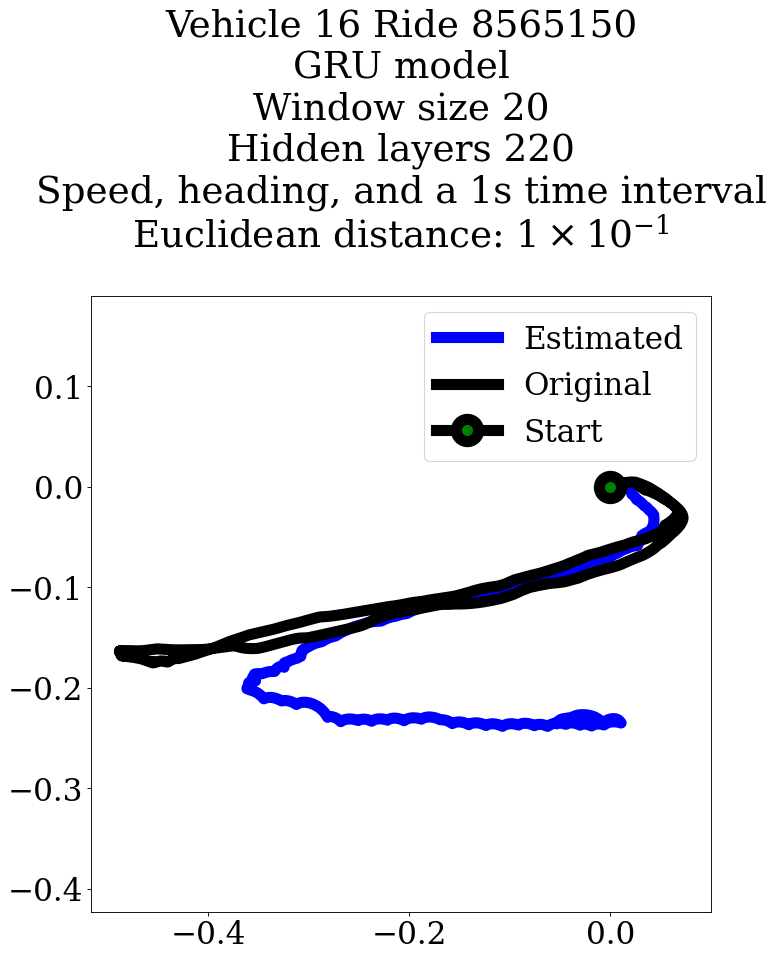 Vehicle 16 Ride 8565150
GRU model
Window size 20
Hidden layers 220
Speed, heading, and a 1s time interval
Euclidean distance: 1 × 10⁻¹
Estimated
Original
Start
0.1
0.0
−0.1
−0.2
−0.3
−0.4
−0.4 −0.2 0.0